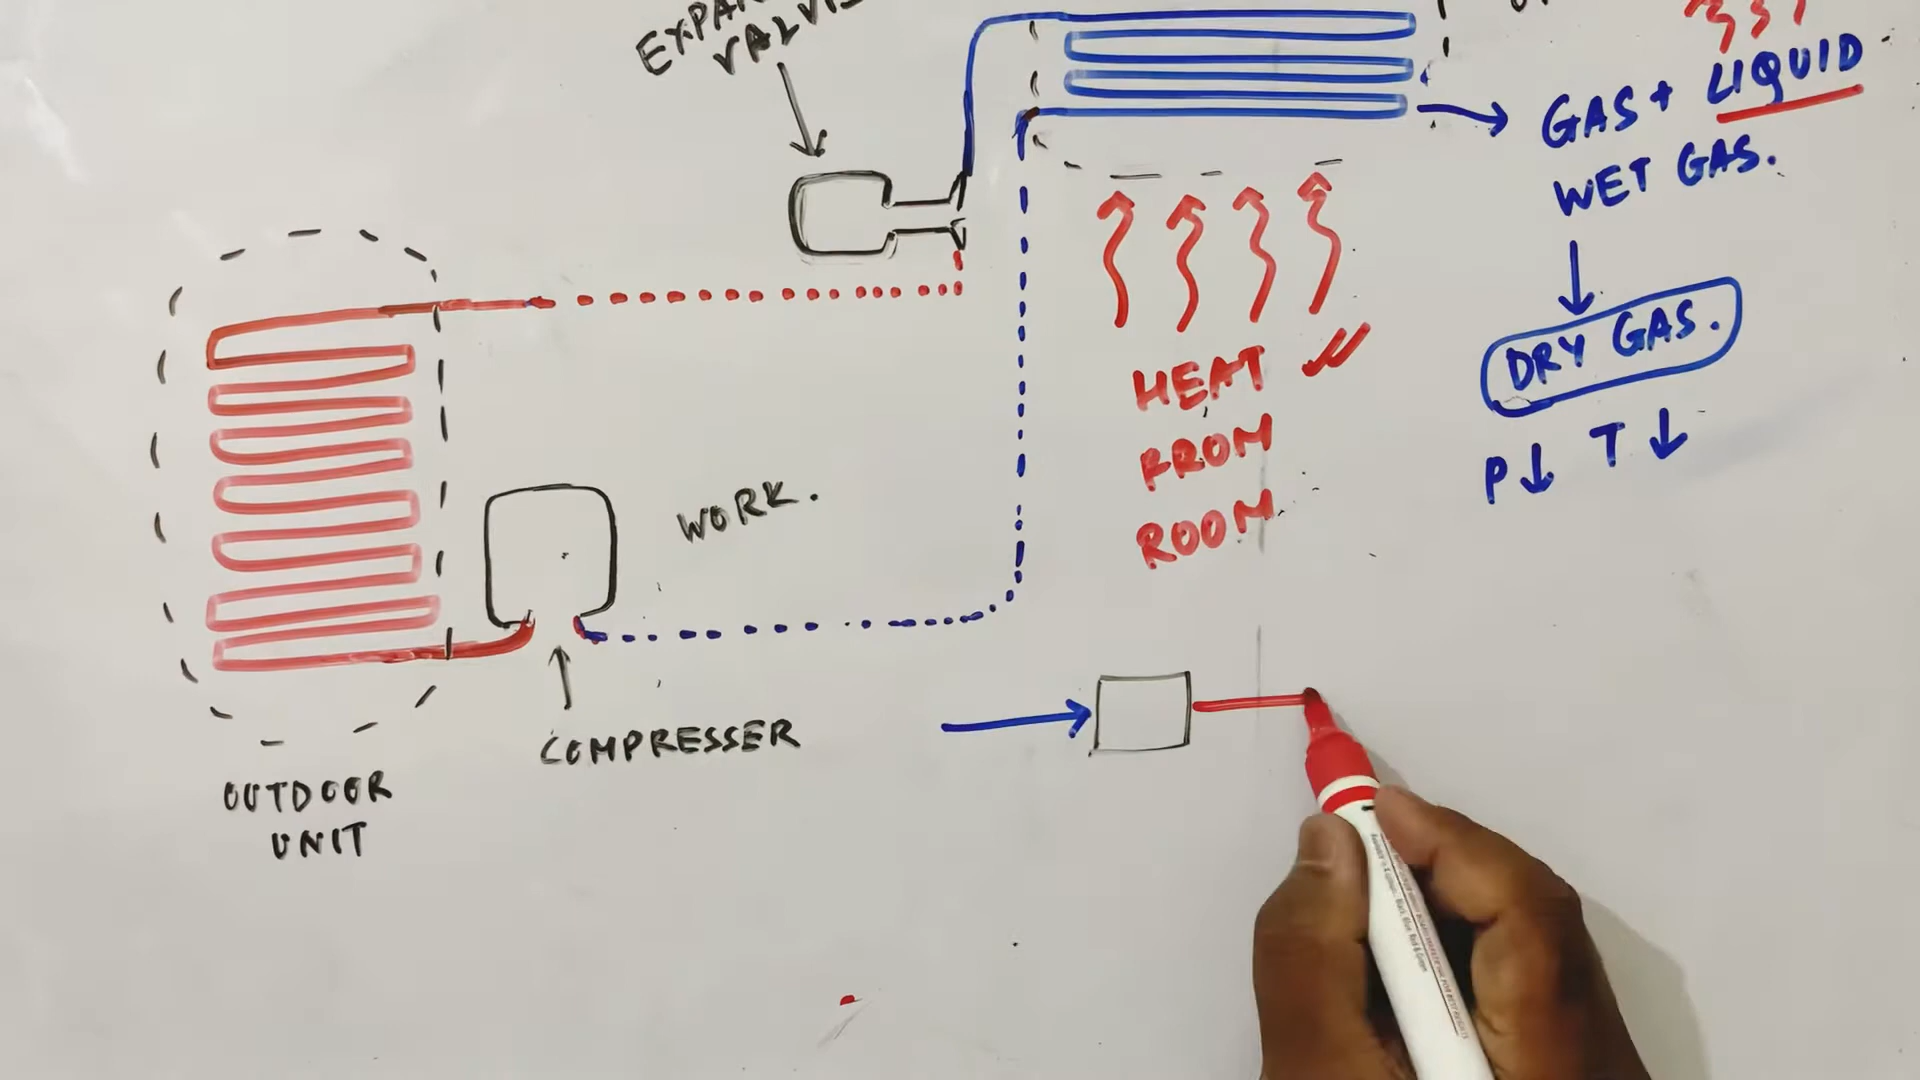 VALVE
GAS + LIQUID
WET GAS.
DRY GAS.
P↓ T↓
HEAT
FROM
ROOM
WORK.
COMPRESSER
OUTDOOR
UNIT